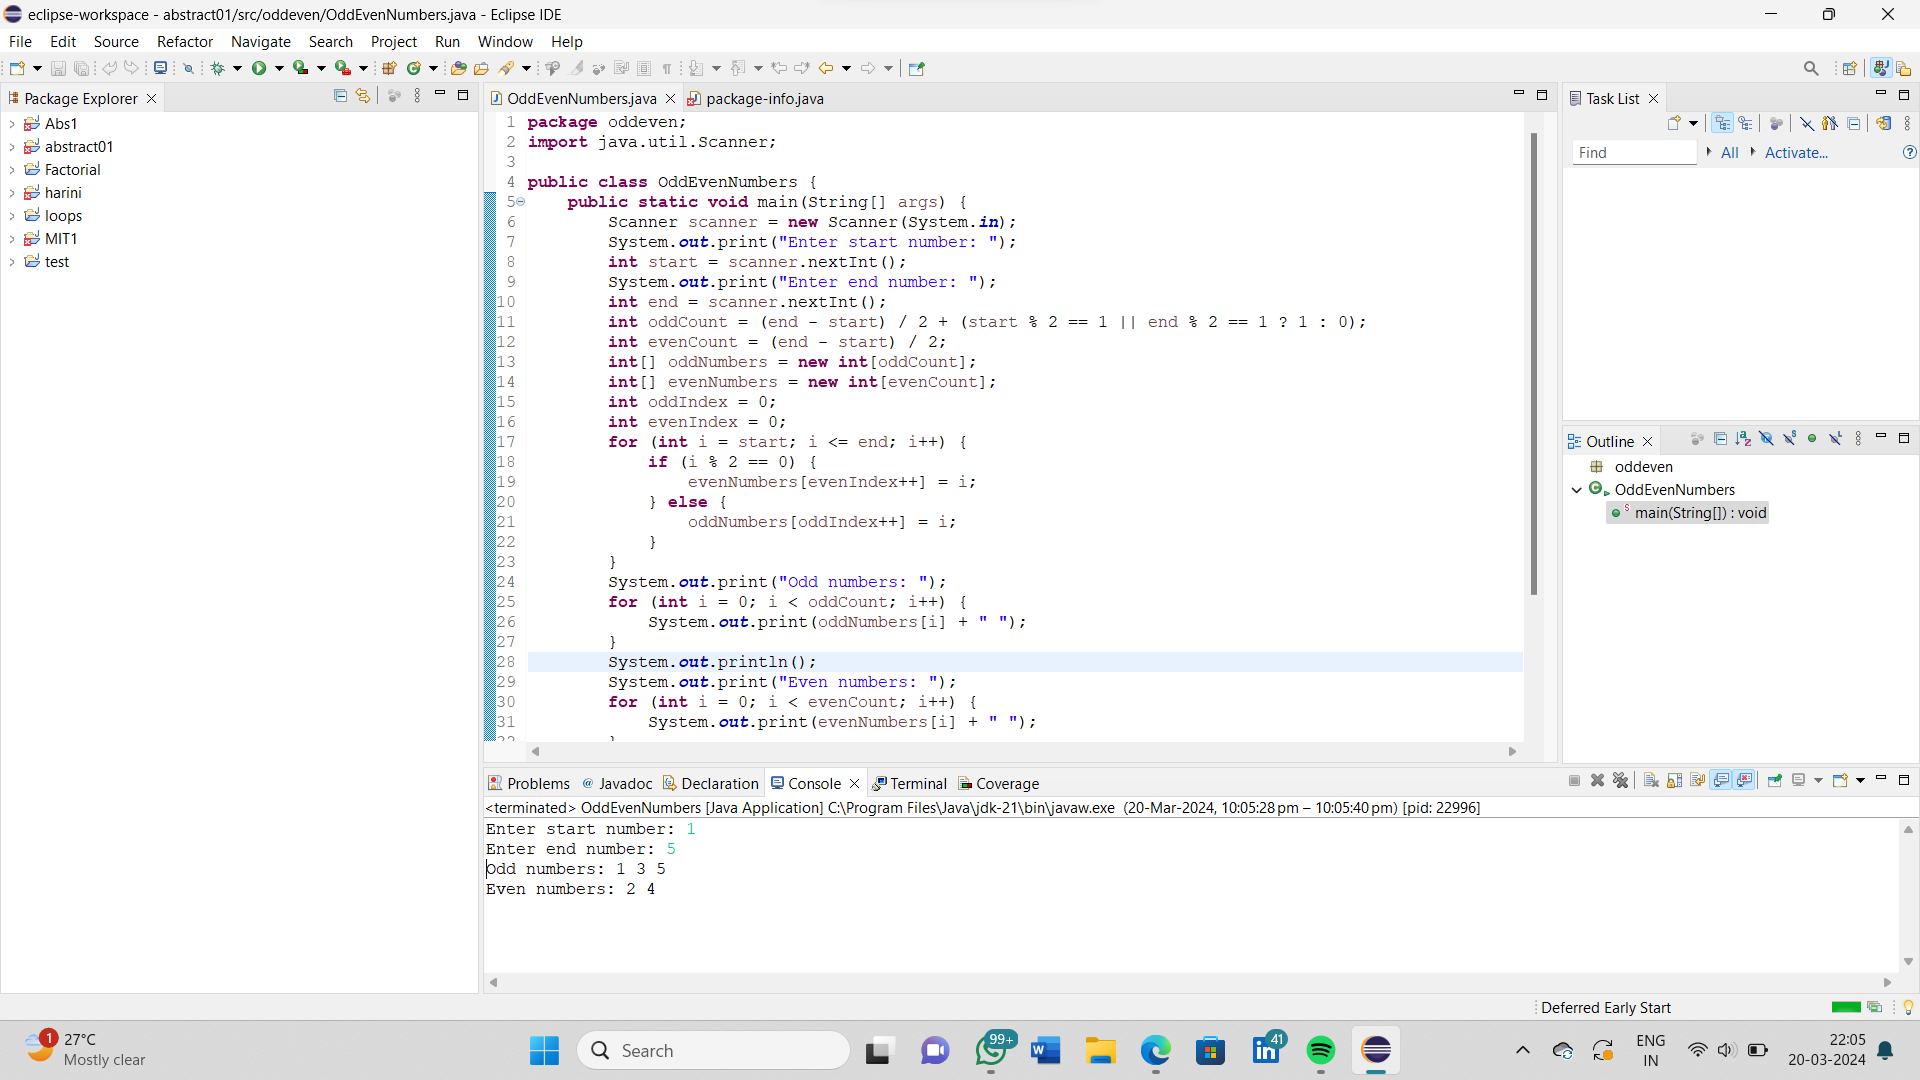 eclipse-workspace - abstract01/src/oddeven/OddEvenNumbers.java - Eclipse IDE
File Edit Source Refactor Navigate Search Project Run Window Help
Package Explorer
Abs1
abstract01
Factorial
harini
loops
MIT1
test
OddEvenNumbers.java package-info.java
1 package oddeven;
2 import java.util.Scanner;
3
4 public class OddEvenNumbers {
5 public static void main(String[] args) {
6 Scanner scanner = new Scanner(System.in);
7 System.out.print("Enter start number: ");
8 int start = scanner.nextInt();
9 System.out.print("Enter end number: ");
10 int end = scanner.nextInt();
11 int oddCount = (end - start) / 2 + (start % 2 == 1 || end % 2 == 1 ? 1 : 0);
12 int evenCount = (end - start) / 2;
13 int[] oddNumbers = new int[oddCount];
14 int[] evenNumbers = new int[evenCount];
15 int oddIndex = 0;
16 int evenIndex = 0;
17 for (int i = start; i <= end; i++) {
18 if (i % 2 == 0) {
19 evenNumbers[evenIndex++] = i;
20 } else {
21 oddNumbers[oddIndex++] = i;
22 }
23 }
24 System.out.print("Odd numbers: ");
25 for (int i = 0; i < oddCount; i++) {
26 System.out.print(oddNumbers[i] + " ");
27 }
28 System.out.println();
29 System.out.print("Even numbers: ");
30 for (int i = 0; i < evenCount; i++) {
31 System.out.print(evenNumbers[i] + " ");
Task List
Find All Activate...
Outline
oddeven
OddEvenNumbers
main(String[]) : void
Problems Javadoc Declaration Console Terminal Coverage
<terminated> OddEvenNumbers [Java Application] C:\Program Files\Java\jdk-21\bin\javaw.exe (20-Mar-2024, 10:05:28 pm – 10:05:40 pm) [pid: 22996]
Enter start number: 1
Enter end number: 5
Odd numbers: 1 3 5
Even numbers: 2 4
Deferred Early Start
1
27°C
Mostly clear
Search
99+
41
ENG
IN
22:05
20-03-2024